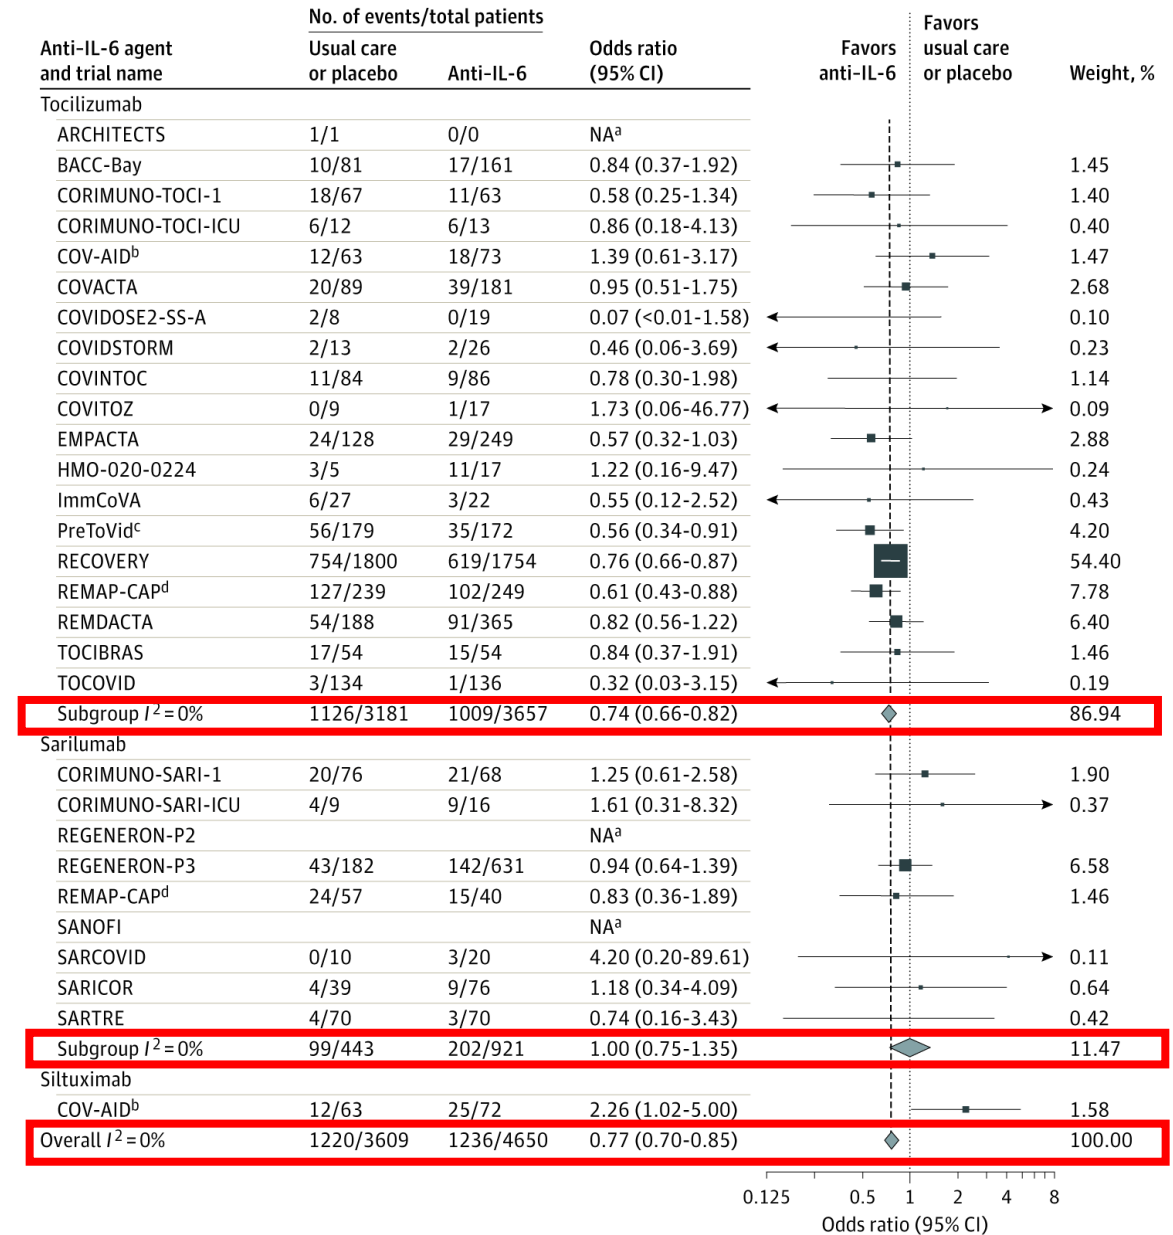 No. of events/total patients
Favors
Anti-IL-6 agent Usual care Odds ratio Favors usual care
and trial name or placebo Anti-IL-6 (95% CI) anti-IL-6 or placebo Weight, %
Tocilizumab
ARCHITECTS 1/1 0/0 NAa
BACC-Bay 10/81 17/161 0.84 (0.37-1.92) 1.45
CORIMUNO-TOCI-1 18/67 11/63 0.58 (0.25-1.34) 1.40
CORIMUNO-TOCI-ICU 6/12 6/13 0.86 (0.18-4.13) 0.40
COV-AIDb 12/63 18/73 1.39 (0.61-3.17) 1.47
COVACTA 20/89 39/181 0.95 (0.51-1.75) 2.68
COVIDOSE2-SS-A 2/8 0/19 0.07 (<0.01-1.58) 0.10
COVIDSTORM 2/13 2/26 0.46 (0.06-3.69) 0.23
COVINTOC 11/84 9/86 0.78 (0.30-1.98) 1.14
COVITOZ 0/9 1/17 1.73 (0.06-46.77) 0.09
EMPACTA 24/128 29/249 0.57 (0.32-1.03) 2.88
HMO-020-0224 3/5 11/17 1.22 (0.16-9.47) 0.24
ImmCoVA 6/27 3/22 0.55 (0.12-2.52) 0.43
PreToVidc 56/179 35/172 0.56 (0.34-0.91) 4.20
RECOVERY 754/1800 619/1754 0.76 (0.66-0.87) 54.40
REMAP-CAPd 127/239 102/249 0.61 (0.43-0.88) 7.78
REMDACTA 54/188 91/365 0.82 (0.56-1.22) 6.40
TOCIBRAS 17/54 15/54 0.84 (0.37-1.91) 1.46
TOCOVID 3/134 1/136 0.32 (0.03-3.15) 0.19
Subgroup I2 = 0% 1126/3181 1009/3657 0.74 (0.66-0.82) 86.94
Sarilumab
CORIMUNO-SARI-1 20/76 21/68 1.25 (0.61-2.58) 1.90
CORIMUNO-SARI-ICU 4/9 9/16 1.61 (0.31-8.32) 0.37
REGENERON-P2 NAa
REGENERON-P3 43/182 142/631 0.94 (0.64-1.39) 6.58
REMAP-CAPd 24/57 15/40 0.83 (0.36-1.89) 1.46
SANOFI NAa
SARCOVID 0/10 3/20 4.20 (0.20-89.61) 0.11
SARICOR 4/39 9/76 1.18 (0.34-4.09) 0.64
SARTRE 4/70 3/70 0.74 (0.16-3.43) 0.42
Subgroup I2 = 0% 99/443 202/921 1.00 (0.75-1.35) 11.47
Siltuximab
COV-AIDb 12/63 25/72 2.26 (1.02-5.00) 1.58
Overall I2 = 0% 1220/3609 1236/4650 0.77 (0.70-0.85) 100.00
0.125 0.5 1 2 4 8
Odds ratio (95% CI)